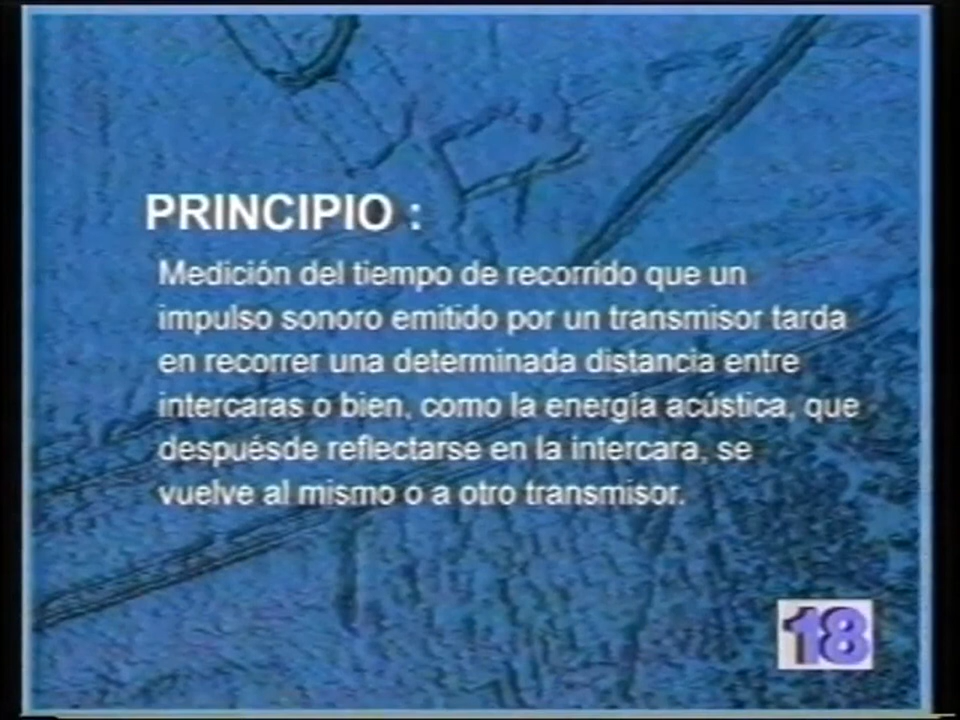 PRINCIPIO :
Medición del tiempo de recorrido que un
impulso sonoro emitido por un transmisor tarda
en recorrer una determinada distancia entre
intercaras o bien, como la energía acústica, que
despuésde reflectarse en la intercara, se
vuelve al mismo o a otro transmisor.
18